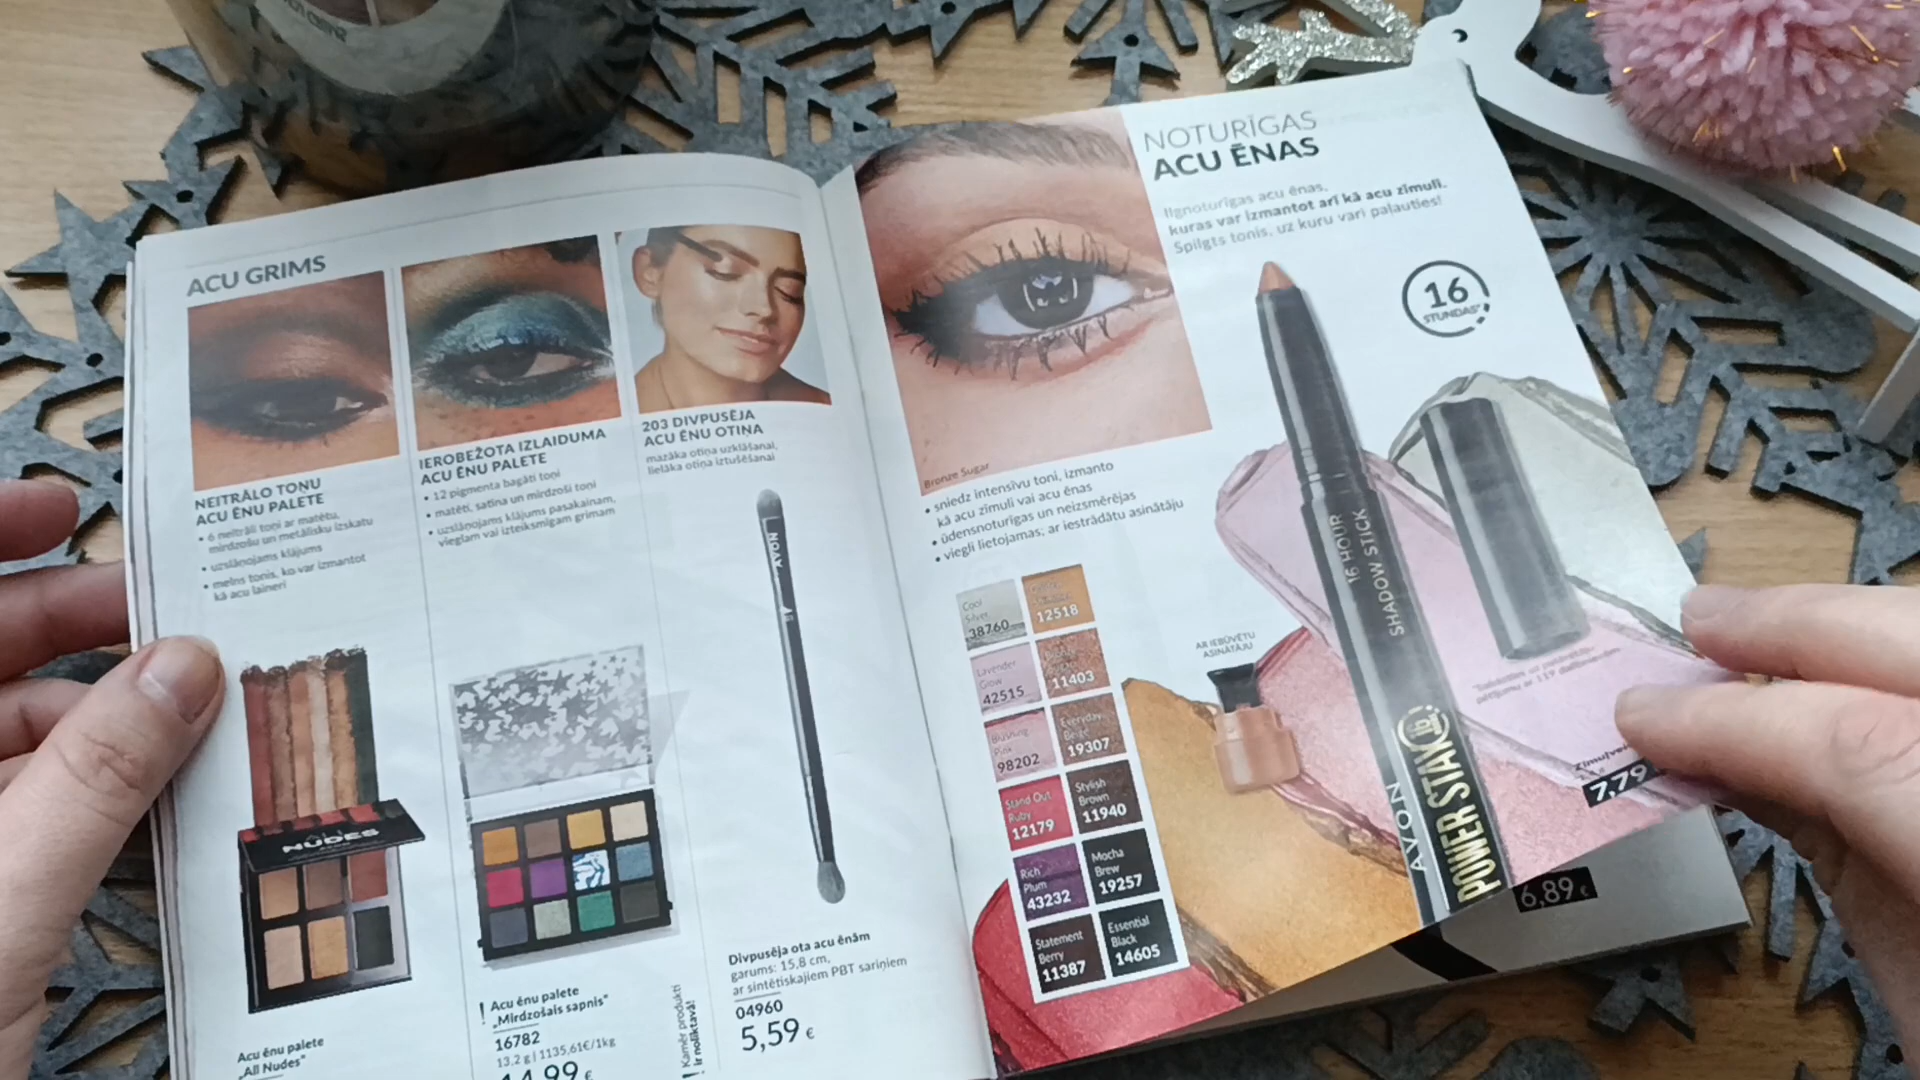 ACU GRIMS
NEITRĀLO TOŅU
ACU ĒNU PALETE
• 6 neitrāli toņi ar matētu,
mirdzošu un metālisku izskatu
• uzslāņojams klājums
• melns tonis, ko var izmantot
kā acu laineri
IEROBEŽOTA IZLAIDUMA
ACU ĒNU PALETE
• 12 pigmenta bagāti toņi
• matēti, satīna un mirdzoši toņi
• uzslāņojams klājums pasakainam,
vieglam vai izteiksmīgam grimam
203 DIVPUSĒJA
ACU ĒNU OTIŅA
mazāka otiņa uzklāšanai,
lielāka otiņa iztušēšanai
AVON
NUDES
Acu ēnu palete
„All Nudes"
! Acu ēnu palete
„Mirdzošais sapnis"
16782
13,2 g | 1135,61€/1kg
14,99 €
! Kamēr produkti
ir noliktavā!
Divpusēja ota acu ēnām
garums: 15,8 cm,
ar sintētiskajiem PBT sariņiem
04960
5,59 €
NOTURĪGAS
ACU ĒNAS
Ilgnoturīgas acu ēnas,
kuras var izmantot arī kā acu zīmuli.
Spilgts tonis, uz kuru vari paļauties!
16
STUNDAS*
Bronze Sugar
• sniedz intensīvu toni, izmanto
kā acu zīmuli vai acu ēnas
• ūdensnoturīgas un neizsmērējas
• viegli lietojamas; ar iestrādātu asinātāju
Cool
Silver
38760
12518
Lavender
Glow
42515
11403
Blushing
Pink
98202
Everyday
Beige
19307
Stand Out
Ruby
12179
Stylish
Brown
11940
Rich
Plum
43232
Mocha
Brew
19257
Statement
Berry
11387
Essential
Black
14605
AR IEBŪVĒTU
ASINĀTĀJU
16 HOUR
SHADOW STICK
AVON
POWER STAY 16
7,79
6,89 €